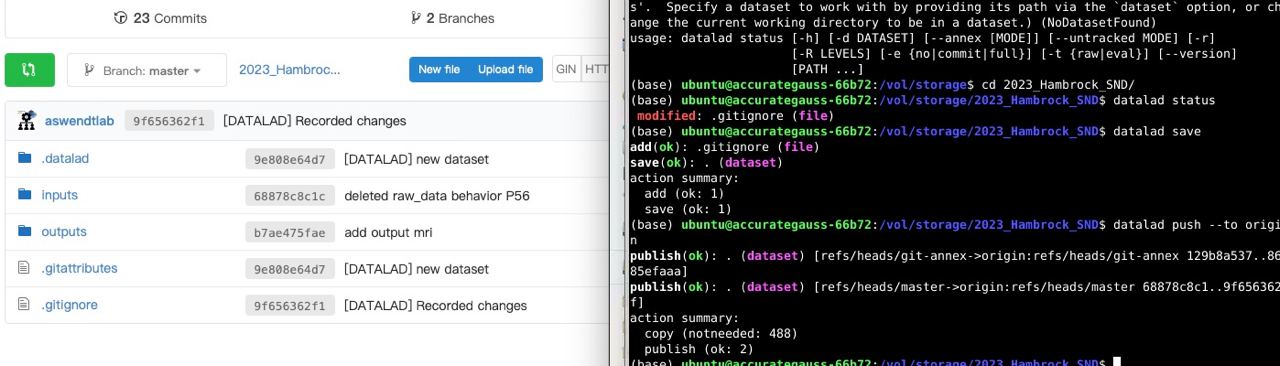 23 Commits
2 Branches
Branch: master
2023_Hambroc...
New file
Upload file
GIN
HTT
aswendtlab 9f656362f1 [DATALAD] Recorded changes
.datalad 9e808e64d7 [DATALAD] new dataset
inputs 68878c8c1c deleted raw_data behavior P56
outputs b7ae475fae add output mri
.gitattributes 9e808e64d7 [DATALAD] new dataset
.gitignore 9f656362f1 [DATALAD] Recorded changes
s'.  Specify a dataset to work with by providing its path via the `dataset` option, or ch
ange the current working directory to be in a dataset.) (NoDatasetFound)
usage: datalad status [-h] [-d DATASET] [--annex [MODE]] [--untracked MODE] [-r]
[-R LEVELS] [-e {no|commit|full}] [-t {raw|eval}] [--version]
[PATH ...]
(base) ubuntu@accurategauss-66b72:/vol/storage$ cd 2023_Hambrock_SND/
(base) ubuntu@accurategauss-66b72:/vol/storage/2023_Hambrock_SND$ datalad status
modified: .gitignore (file)
(base) ubuntu@accurategauss-66b72:/vol/storage/2023_Hambrock_SND$ datalad save
add(ok): .gitignore (file)
save(ok): . (dataset)
action summary:
add (ok: 1)
save (ok: 1)
(base) ubuntu@accurategauss-66b72:/vol/storage/2023_Hambrock_SND$ datalad push --to origi
n
publish(ok): . (dataset) [refs/heads/git-annex->origin:refs/heads/git-annex 129b8a537..86
85efaaa]
publish(ok): . (dataset) [refs/heads/master->origin:refs/heads/master 68878c8c1..9f656362
f]
action summary:
copy (notneeded: 488)
publish (ok: 2)
(base) ubuntu@accurategauss-66b72:/vol/storage/2023_Hambrock_SND$